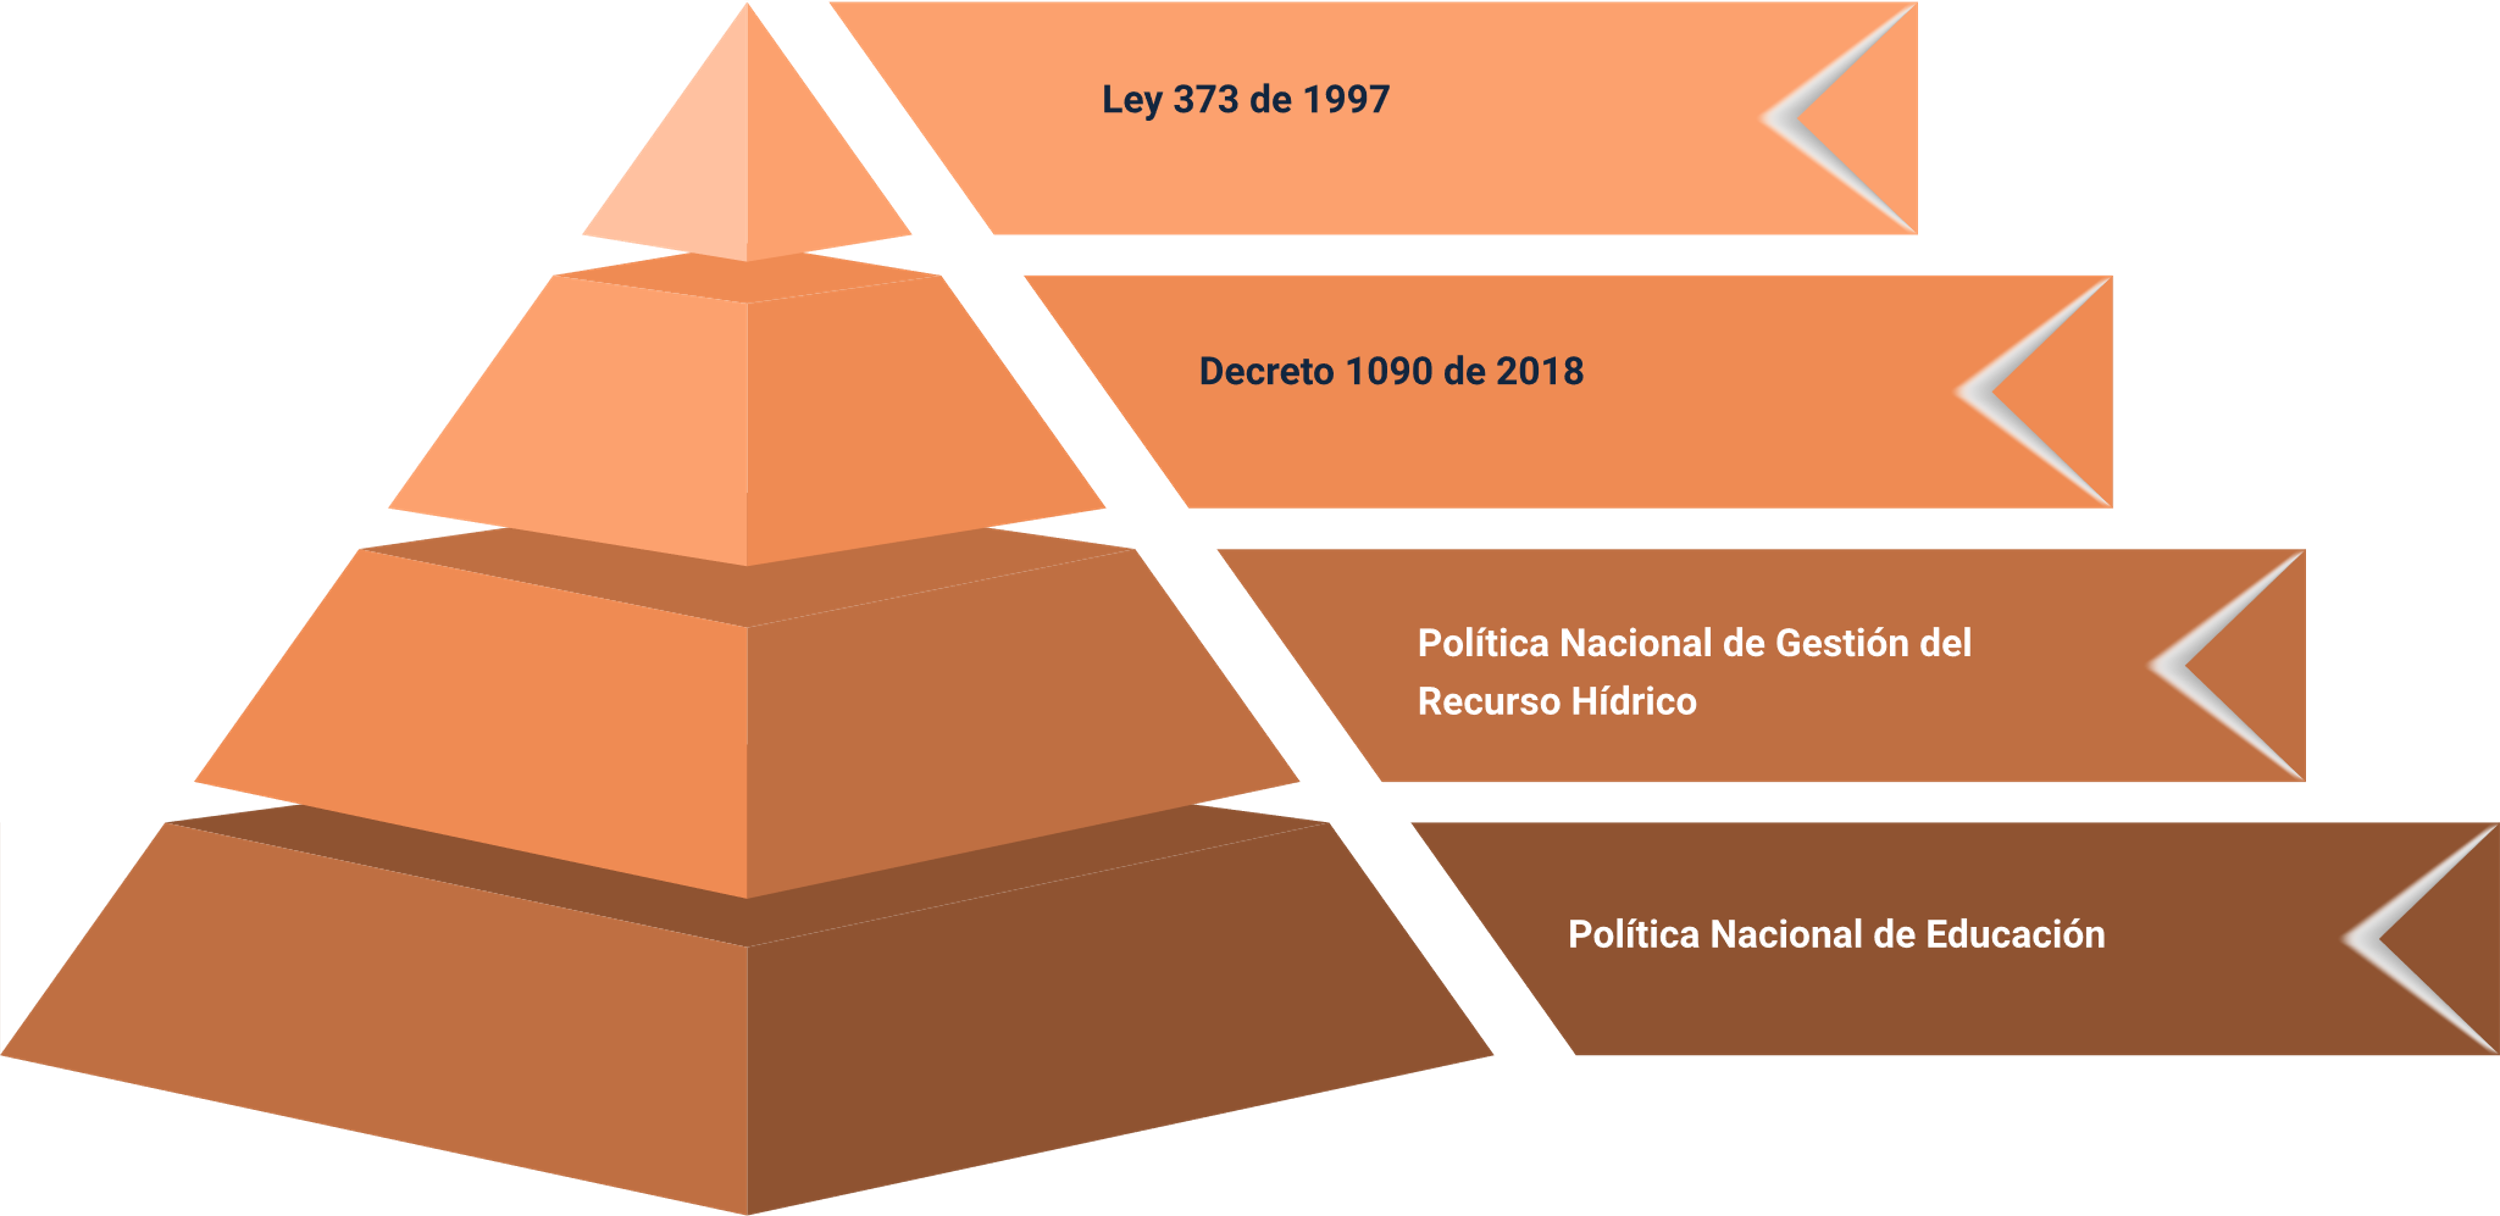 Ley 373 de 1997
Decreto 1090 de 2018
Política Nacional de Gestión del
Recurso Hídrico
Política Nacional de Educación